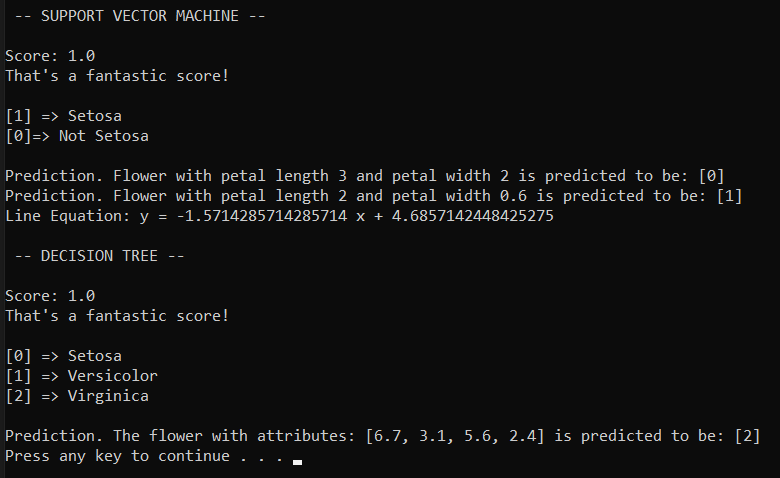 -- SUPPORT VECTOR MACHINE --
Score: 1.0
That's a fantastic score!
[1] => Setosa
[0]=> Not Setosa
Prediction. Flower with petal length 3 and petal width 2 is predicted to be: [0]
Prediction. Flower with petal length 2 and petal width 0.6 is predicted to be: [1]
Line Equation: y = -1.5714285714285714 x + 4.6857142448425275
-- DECISION TREE --
Score: 1.0
That's a fantastic score!
[0] => Setosa
[1] => Versicolor
[2] => Virginica
Prediction. The flower with attributes: [6.7, 3.1, 5.6, 2.4] is predicted to be: [2]
Press any key to continue . . .